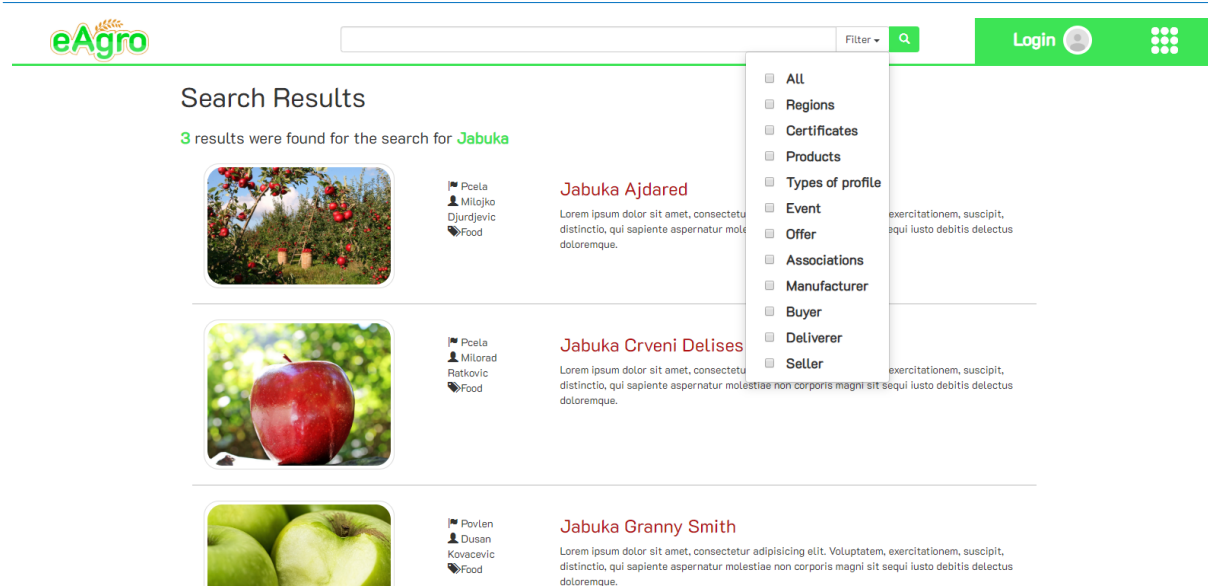 eAgro
Filter
Login
All
Regions
Certificates
Products
Types of profile
Event
Offer
Associations
Manufacturer
Buyer
Deliverer
Seller
Search Results
3 results were found for the search for Jabuka
Pcela
Milojko
Djurdjevic
Food
Jabuka Ajdared
Lorem ipsum dolor sit amet, exercitationem, suscipit,
distinctio, qui sapiente aspernatur sequi iusto debitis delectus
doloremque.
Pcela
Milorad
Ratkovic
Food
Jabuka Crveni Delises
Lorem ipsum dolor sit amet, exercitationem, suscipit,
distinctio, qui sapiente aspernatur molestiae non corporis magni sit sequi iusto debitis delectus
doloremque.
Povlen
Dusan
Kovacevic
Food
Jabuka Granny Smith
Lorem ipsum dolor sit amet, consectetur adipisicing elit. Voluptatem, exercitationem, suscipit,
distinctio, qui sapiente aspernatur molestiae non corporis magni sit sequi iusto debitis delectus
doloremque.